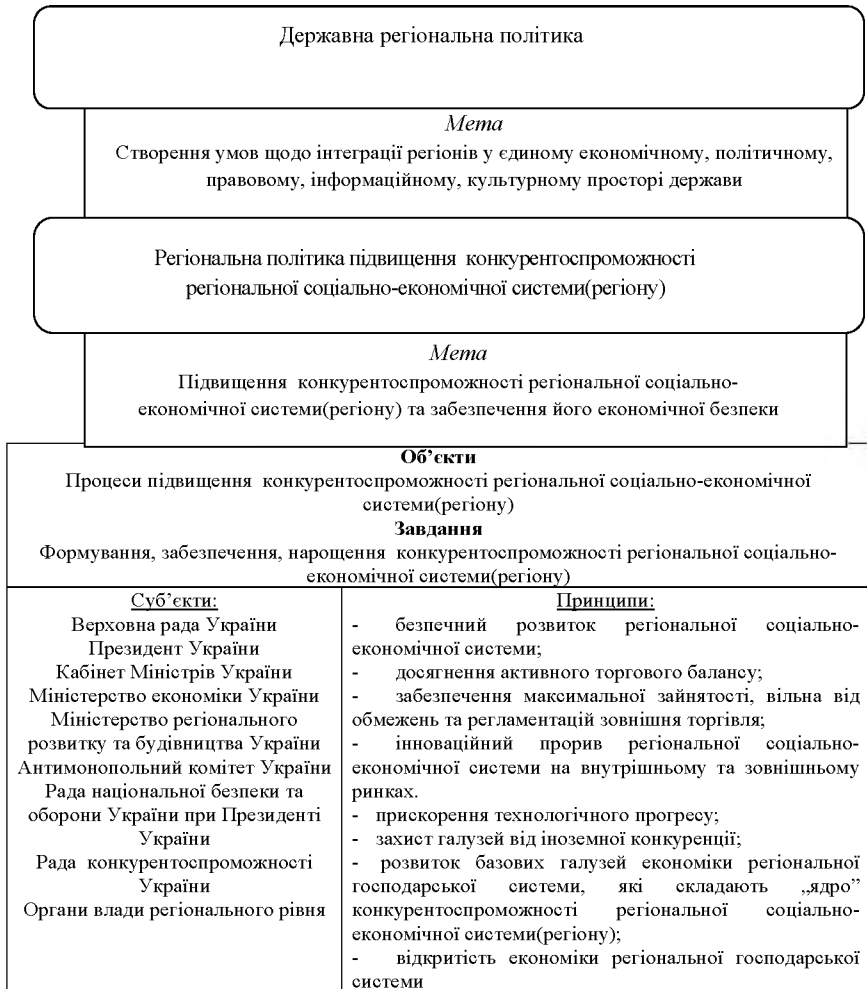 Державна регіональна політика
Мета
Створення умов щодо інтеграції регіонів у єдиному економічному, політичному,
правовому, інформаційному, культурному просторі держави
Регіональна політика підвищення конкурентоспроможності
регіональної соціально-економічної системи(регіону)
Мета
Підвищення конкурентоспроможності регіональної соціально-
економічної системи(регіону) та забезпечення його економічної безпеки
Об’єкти
Процеси підвищення конкурентоспроможності регіональної соціально-економічної
системи(регіону)
Завдання
Формування, забезпечення, нарощення конкурентоспроможності регіональної соціально-
економічної системи(регіону)
Суб’єкти:
Верховна рада України
Президент України
Кабінет Міністрів України
Міністерство економіки України
Міністерство регіонального
розвитку та будівництва України
Антимонопольний комітет України
Рада національної безпеки та
оборони України при Президенті
України
Рада конкурентоспроможності
України
Органи влади регіонального рівня
Принципи:
- безпечний розвиток регіональної соціально-
економічної системи;
- досягнення активного торгового балансу;
- забезпечення максимальної зайнятості, вільна від
обмежень та регламентацій зовнішня торгівля;
- інноваційний прорив регіональної соціально-
економічної системи на внутрішньому та зовнішньому
ринках.
- прискорення технологічного прогресу;
- захист галузей від іноземної конкуренції;
- розвиток базових галузей економіки регіональної
господарської системи, які складають „ядро”
конкурентоспроможності регіональної соціально-
економічної системи(регіону);
- відкритість економіки регіональної господарської
системи